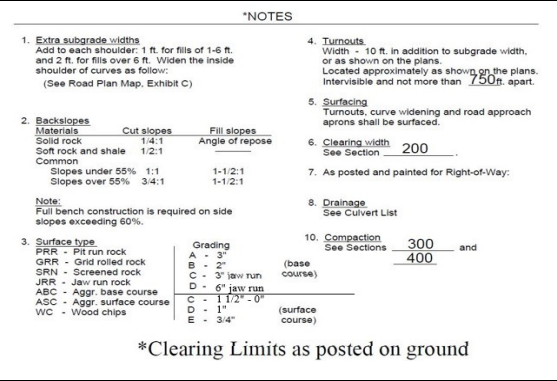 *NOTES
1. Extra subgrade widths
Add to each shoulder: 1 ft. for fills of 1-6 ft.
and 2 ft. for fills over 6 ft. Widen the inside
shoulder of curves as follow:
(See Road Plan Map, Exhibit C)
2. Backslopes
Materials Cut slopes Fill slopes
Solid rock 1/4:1 Angle of repose
Soft rock and shale 1/2:1
Common
Slopes under 55% 1:1 1-1/2:1
Slopes over 55% 3/4:1 1-1/2:1
Note:
Full bench construction is required on side
slopes exceeding 60%.
3. Surface type
PRR - Pit run rock
GRR - Grid rolled rock
SRN - Screened rock
JRR - Jaw run rock
ABC - Aggr. base course
ASC - Aggr. surface course
WC - Wood chips
Grading
A - 3"
B - 2" (base
C - 3" jaw run course)
D - 6" jaw run
C - 1 1/2" - 0"
D - 1" (surface
E - 3/4" course)
4. Turnouts
Width - 10 ft. in addition to subgrade width,
or as shown on the plans.
Located approximately as shown on the plans.
Intervisible and not more than 750ft. apart.
5. Surfacing
Turnouts, curve widening and road approach
aprons shall be surfaced.
6. Clearing width
See Section 200.
7. As posted and painted for Right-of-Way:
8. Drainage
See Culvert List
10. Compaction
See Sections 300 and
400
*Clearing Limits as posted on ground